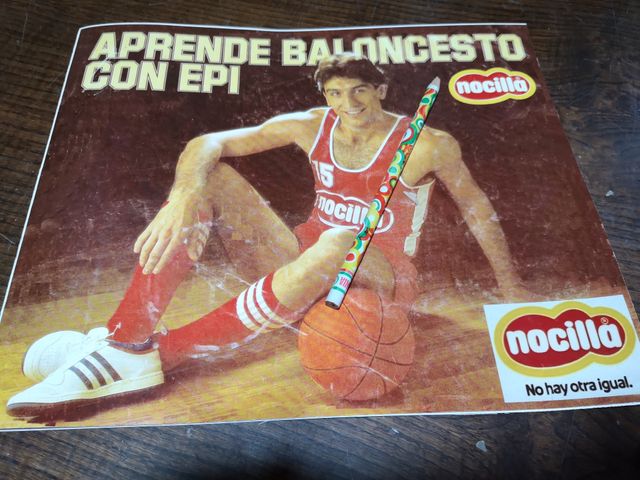 APRENDE BALONCESTO
CON EPI
nocilla
15
nocilla
nocilla
No hay otra igual.